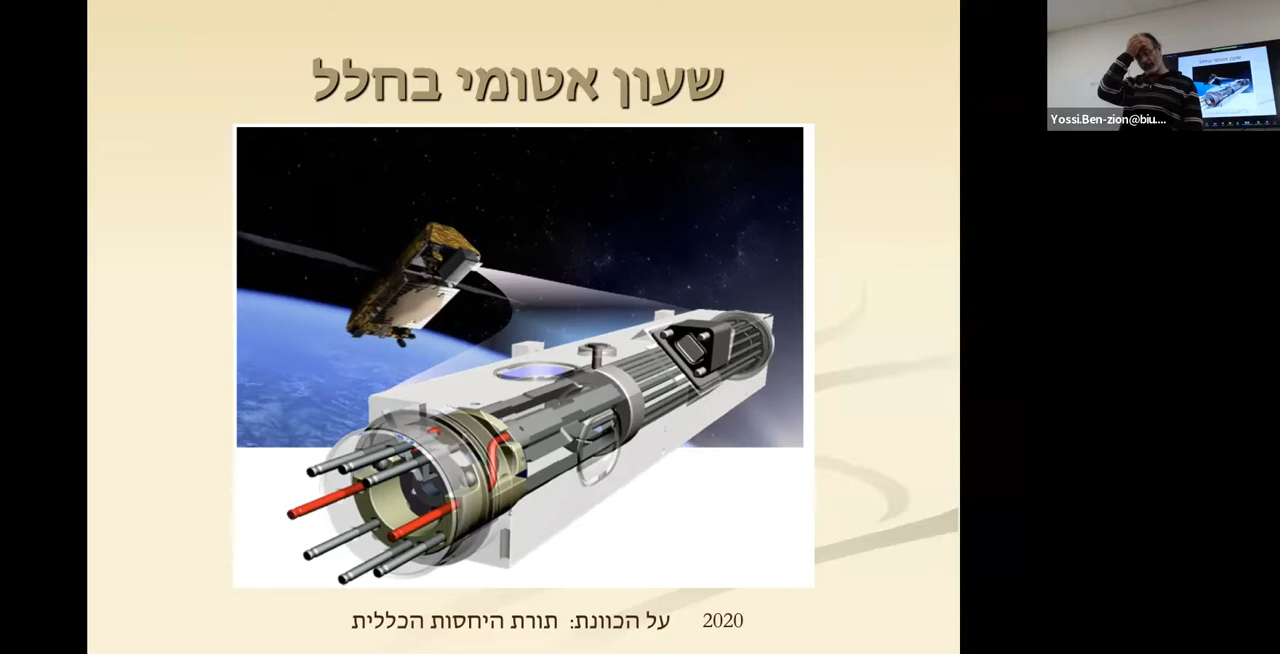 שעון אטומי בחלל
Yossi.Ben-zion@biu....
2020 על הכוונת: תורת היחסות הכללית